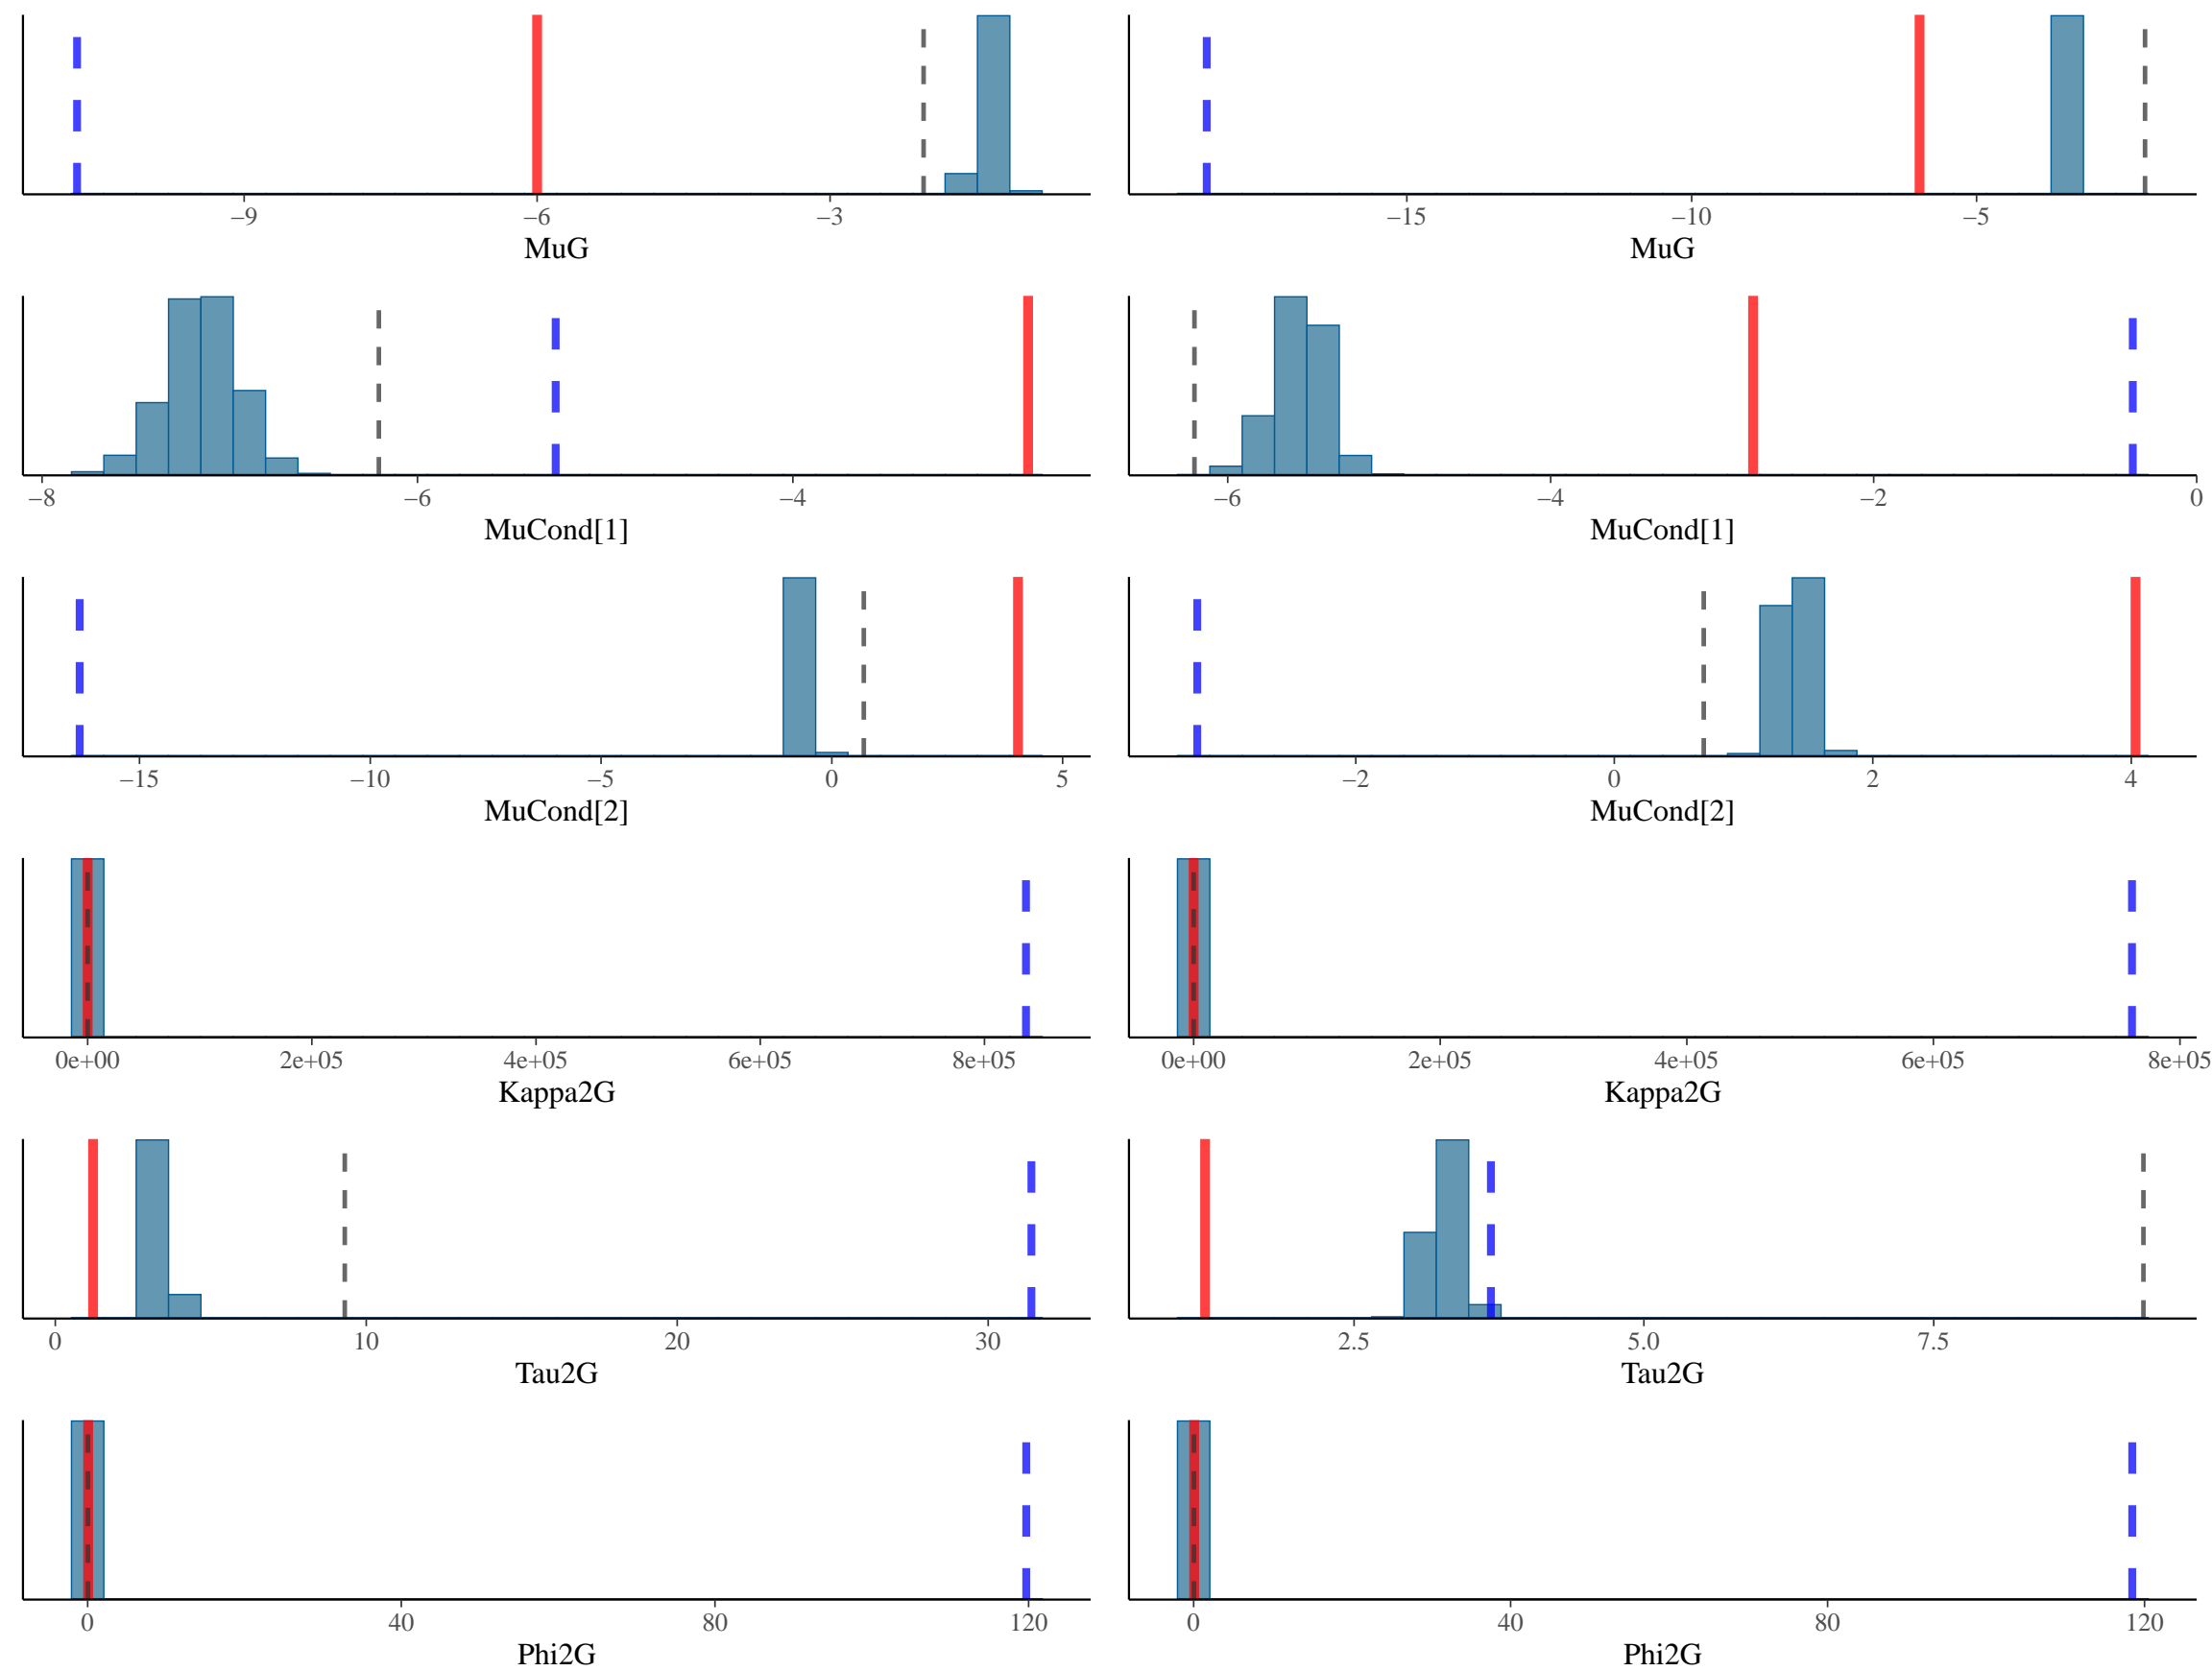 −9 −6 −3
MuG
−15 −10 −5
MuG
−8 −6 −4
MuCond[1]
−6 −4 −2 0
MuCond[1]
−15 −10 −5 0 5
MuCond[2]
−2 0 2 4
MuCond[2]
0e+00 2e+05 4e+05 6e+05 8e+05
Kappa2G
0e+00 2e+05 4e+05 6e+05 8e+05
Kappa2G
0 10 20 30
Tau2G
2.5 5.0 7.5
Tau2G
0 40 80 120
Phi2G
0 40 80 120
Phi2G